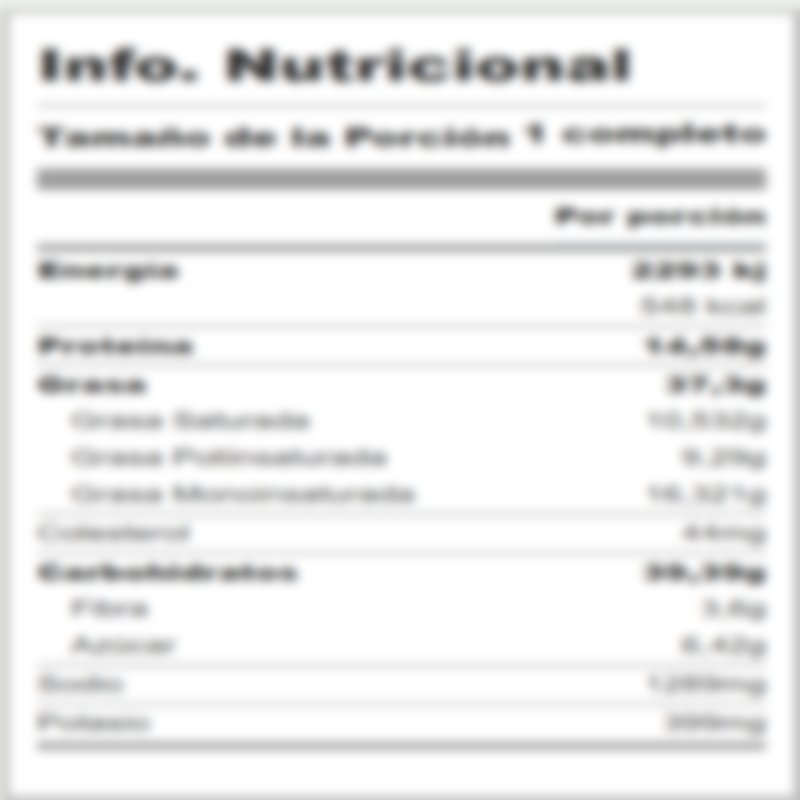 Info. Nutricional
Tamaño de la Porción 1 completo
Por porción
Energía 2293 kj
548 kcal
Proteína 14,58g
Grasa 37,3g
Grasa Saturada 10,532g
Grasa Poliinsaturada 9,29g
Grasa Monoinsaturada 16,321g
Colesterol 44mg
Carbohidratos 39,39g
Fibra 3,6g
Azúcar 6,42g
Sodio 1289mg
Potasio 399mg